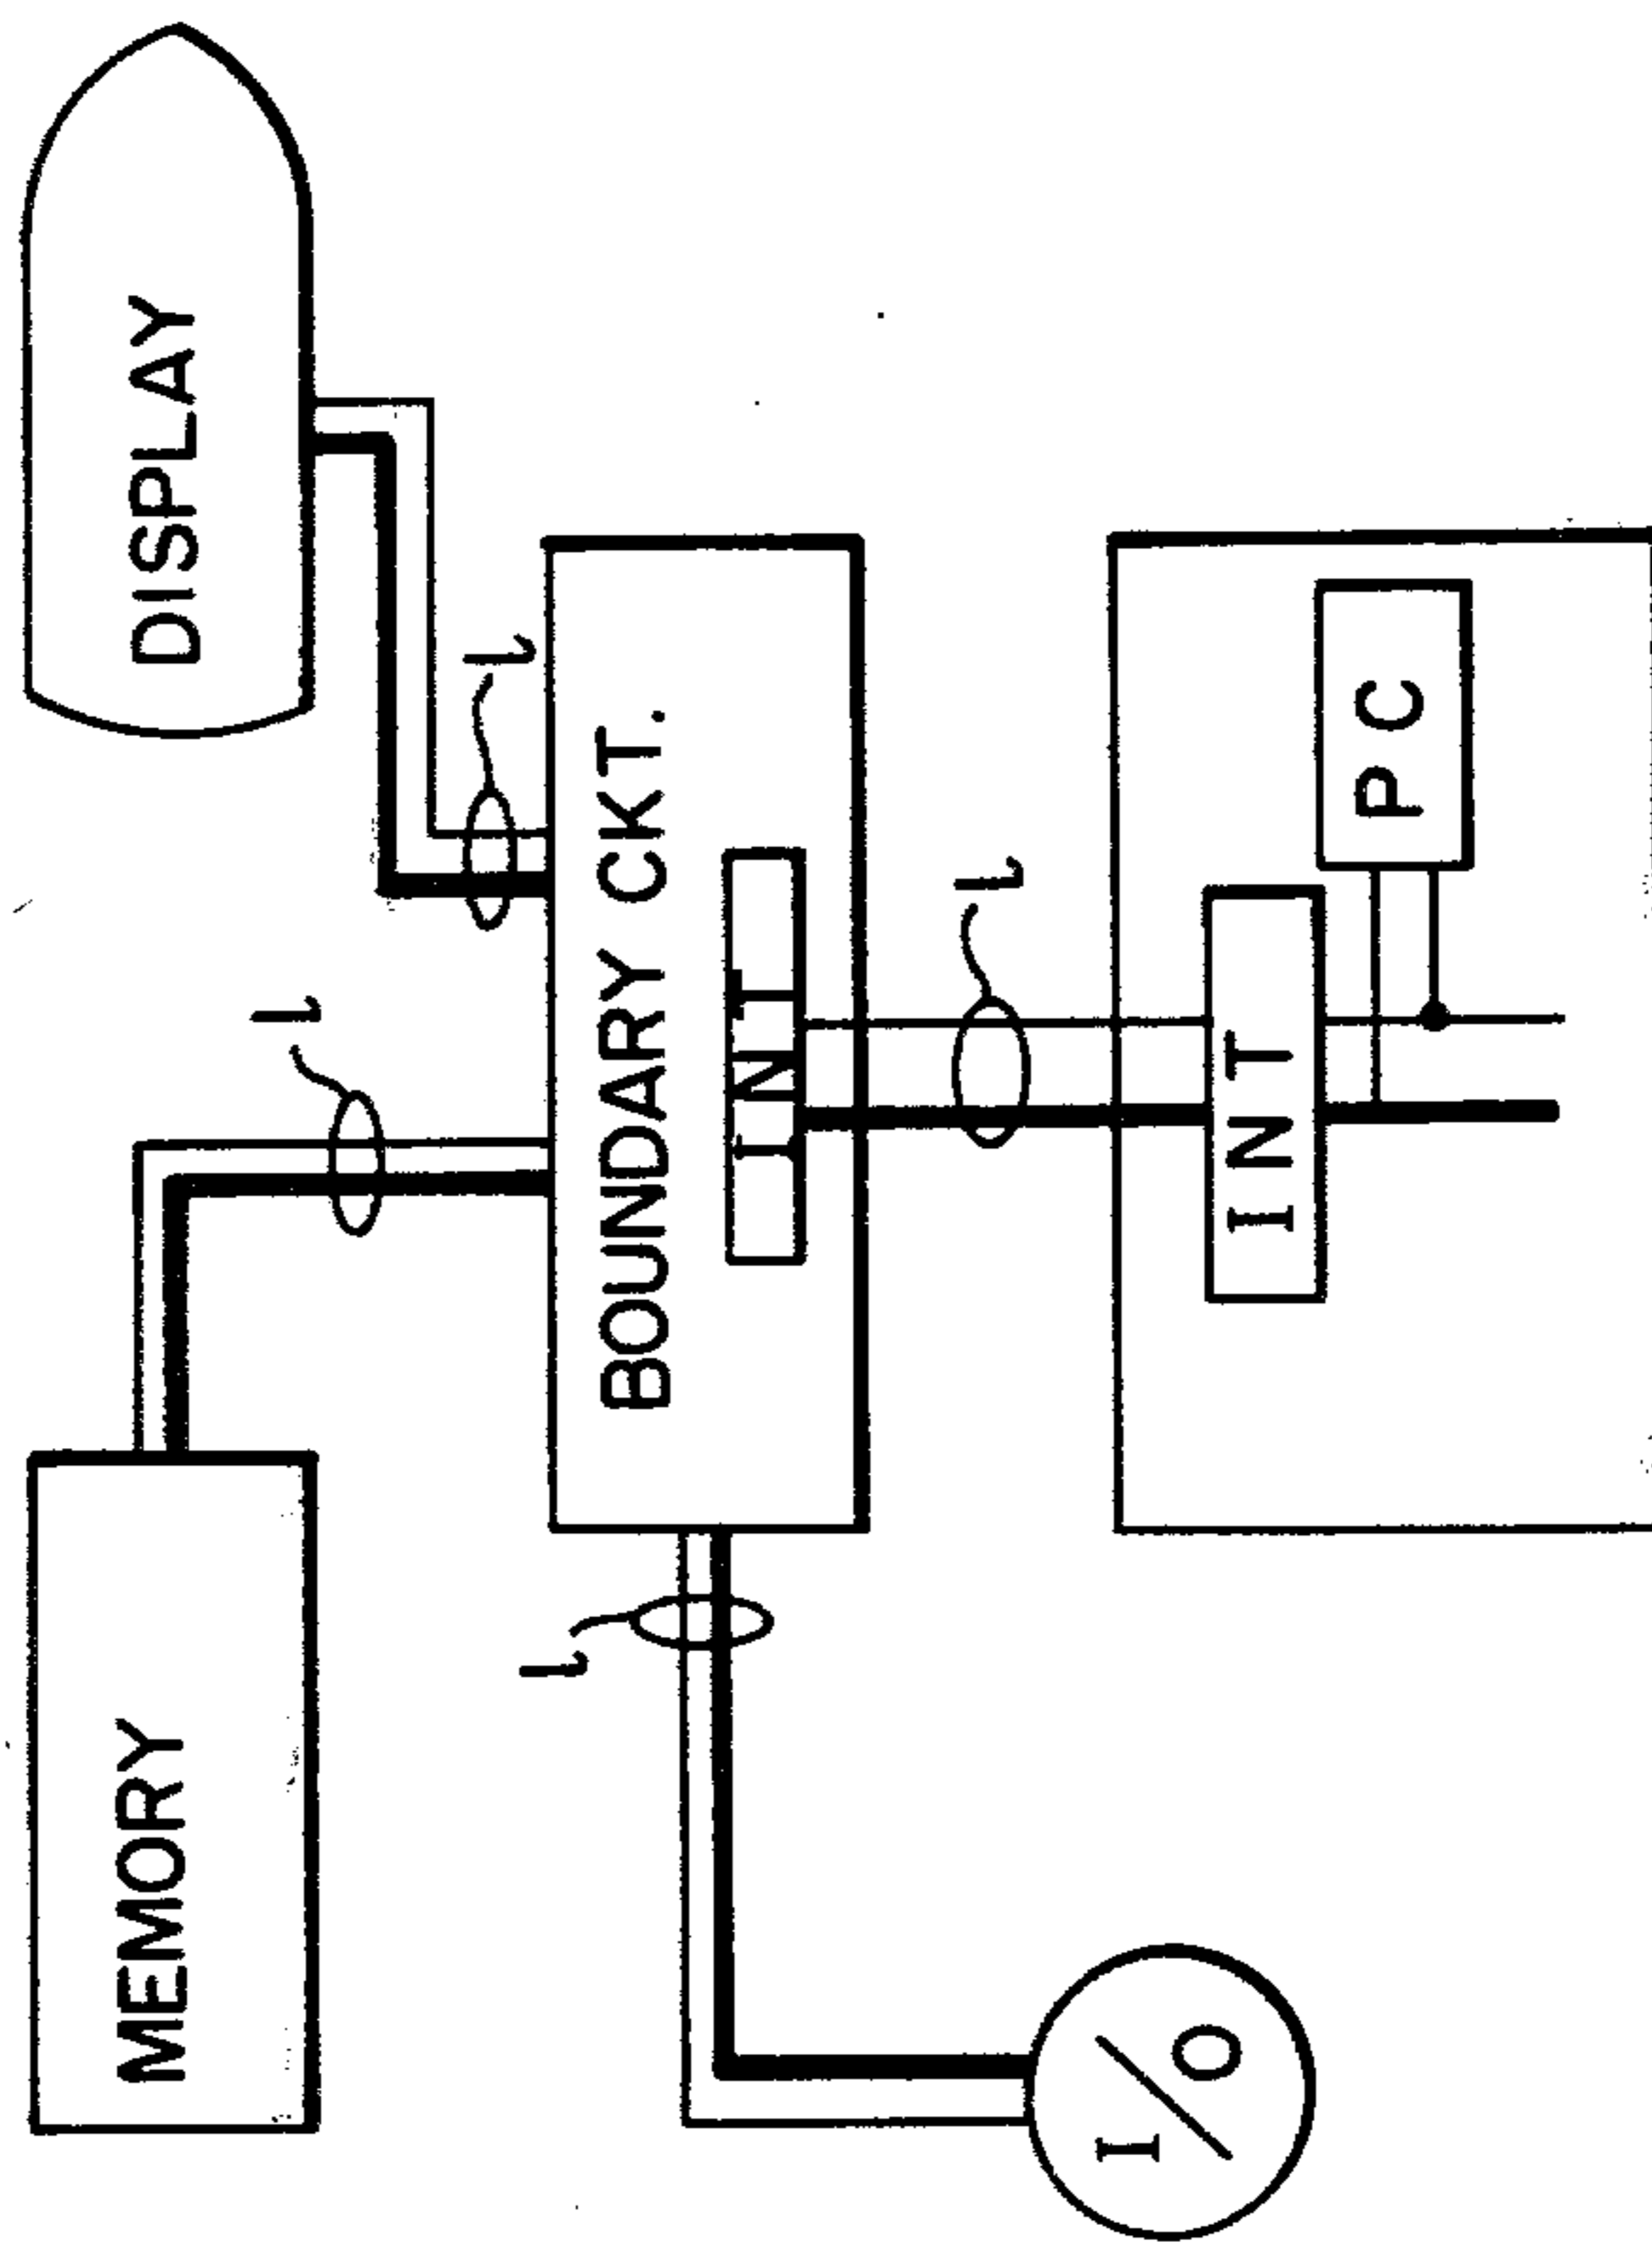 MEMORY
DISPLAY
l
l
l
BOUNDARY CKT.
INT
l
I/O
INT
PC